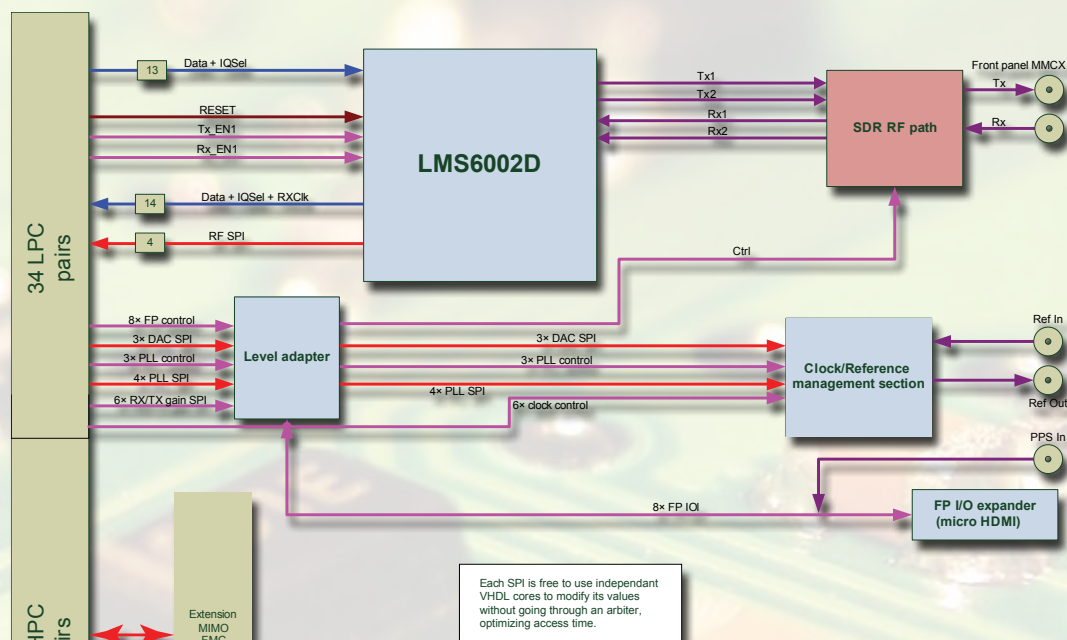 Front panel MMCX
13
Data + IQSel
RESET
Tx_EN1
Rx_EN1
14
Data + IQSel + RXClk
4
RF SPI
LMS6002D
Tx1
Tx2
Rx1
Rx2
SDR RF path
Tx
Rx
34 LPC
pairs
Ctrl
8× FP control
3× DAC SPI
3× PLL control
4× PLL SPI
6× RX/TX gain SPI
Level adapter
3× DAC SPI
3× PLL control
4× PLL SPI
6× clock control
Clock/Reference
management section
Ref In
Ref Out
PPS In
8× FP IOI
FP I/O expander
(micro HDMI)
Each SPI is free to use independant
VHDL cores to modify its values
without going through an arbiter,
optimizing access time.
Extension
MIMO